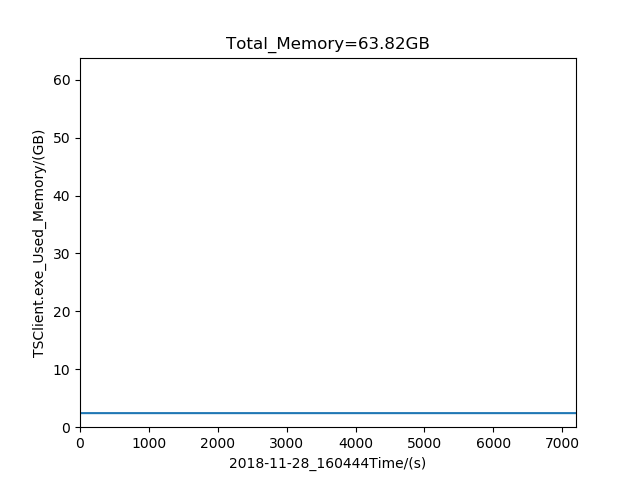 Total_Memory=63.82GB
TSClient.exe_Used_Memory/(GB)
60
50
40
30
20
10
0
0 1000 2000 3000 4000 5000 6000 7000
2018-11-28_160444Time/(s)